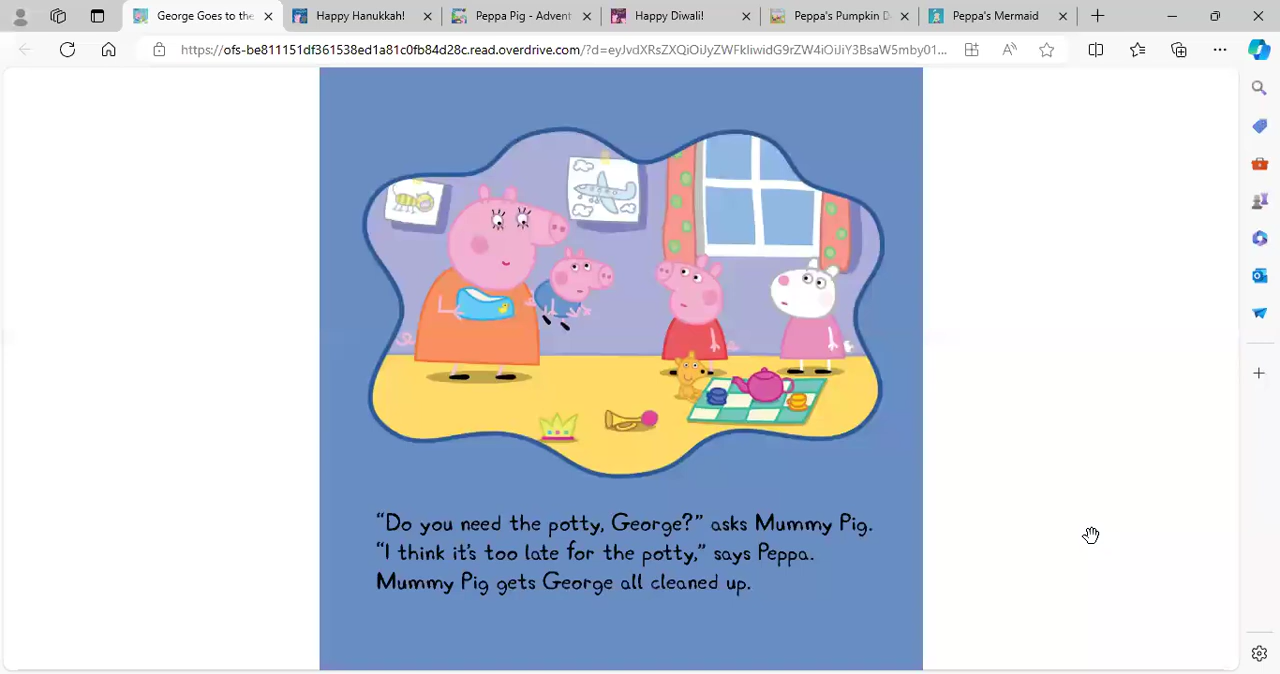 George Goes to the
Happy Hanukkah!
Peppa Pig - Advent
Happy Diwali!
Peppa's Pumpkin D
Peppa's Mermaid
https://ofs-be811151df361538ed1a81c0fb84d28c.read.overdrive.com/?d=eyJvdXRsZXQiOiJyZWFkIiwidG9rZW4iOiJiY3BsaW5mby01...
“Do you need the potty, George?” asks Mummy Pig.
“I think it's too late for the potty,” says Peppa.
Mummy Pig gets George all cleaned up.